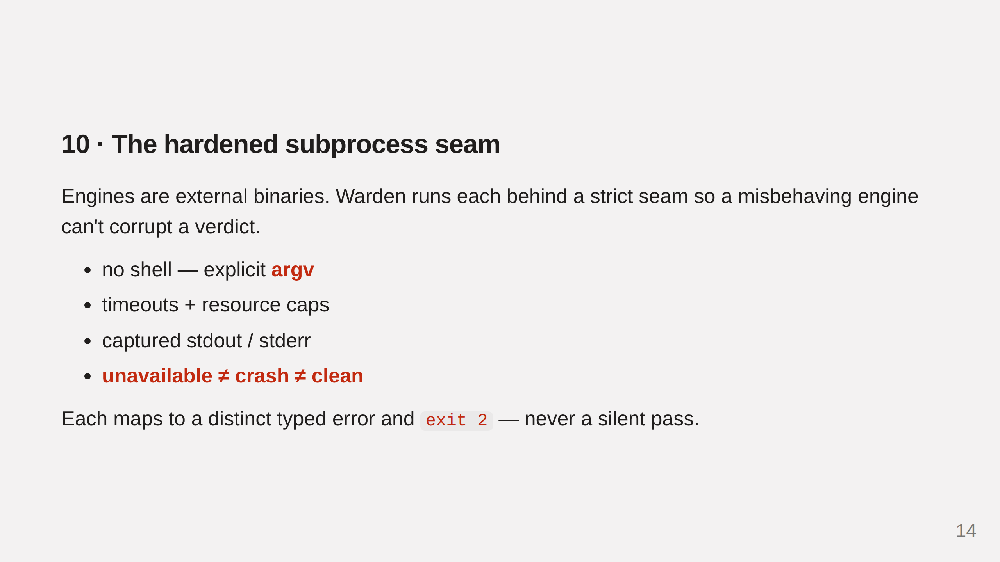 10 · The hardened subprocess seam
Engines are external binaries. Warden runs each behind a strict seam so a misbehaving engine
can't corrupt a verdict.
• no shell — explicit argv
• timeouts + resource caps
• captured stdout / stderr
• unavailable ≠ crash ≠ clean
Each maps to a distinct typed error and exit 2 — never a silent pass.
14